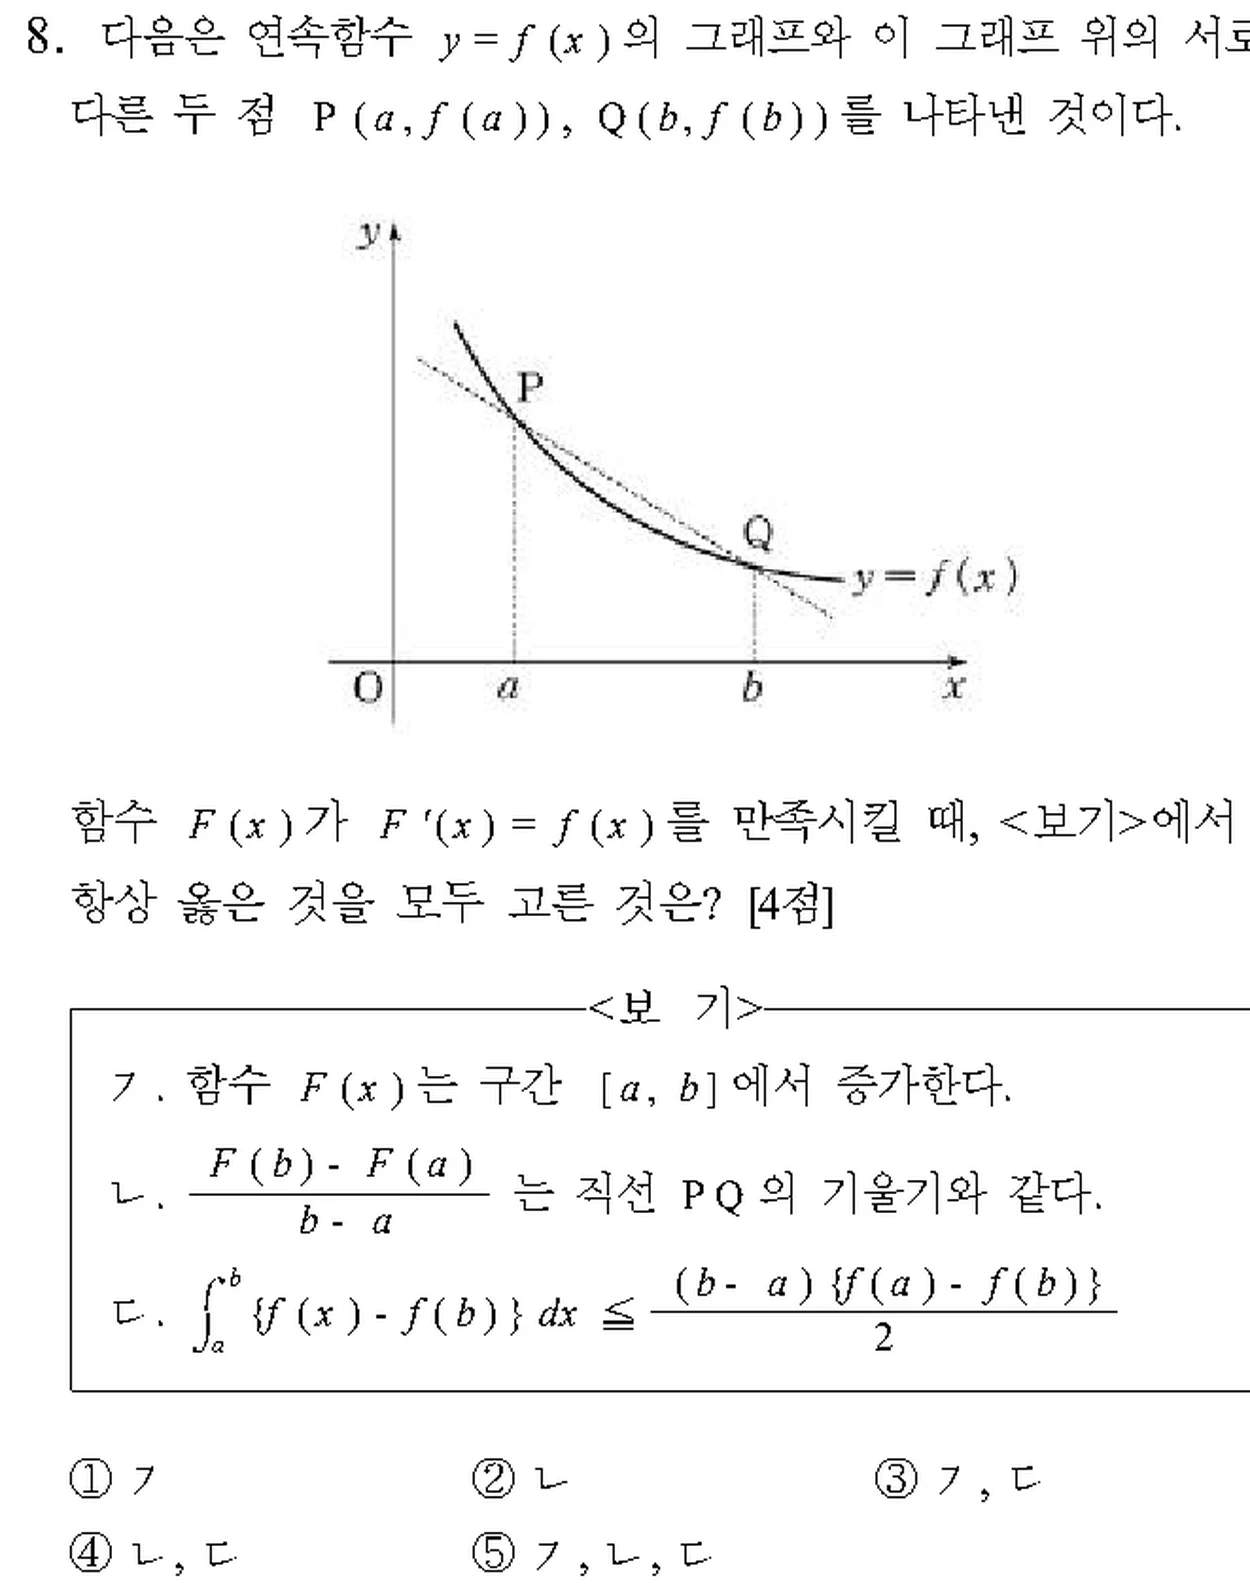 8. 다음은 연속함수 y = f(x)의 그래프와 이 그래프 위의 서로
다른 두 점 P(a, f(a)), Q(b, f(b))를 나타낸 것이다.
y
P
Q
y = f(x)
O a b x
함수 F(x)가 F′(x) = f(x)를 만족시킬 때, <보기>에서
항상 옳은 것을 모두 고른 것은? [4점]
<보 기>
ㄱ. 함수 F(x)는 구간 [a, b]에서 증가한다.
ㄴ. \frac{F(b) - F(a)}{b - a} 는 직선 PQ의 기울기와 같다.
ㄷ. \int_a^b {f(x) - f(b)} dx ≦ \frac{(b - a){f(a) - f(b)}}{2}
① ㄱ ② ㄴ ③ ㄱ, ㄷ
④ ㄴ, ㄷ ⑤ ㄱ, ㄴ, ㄷ